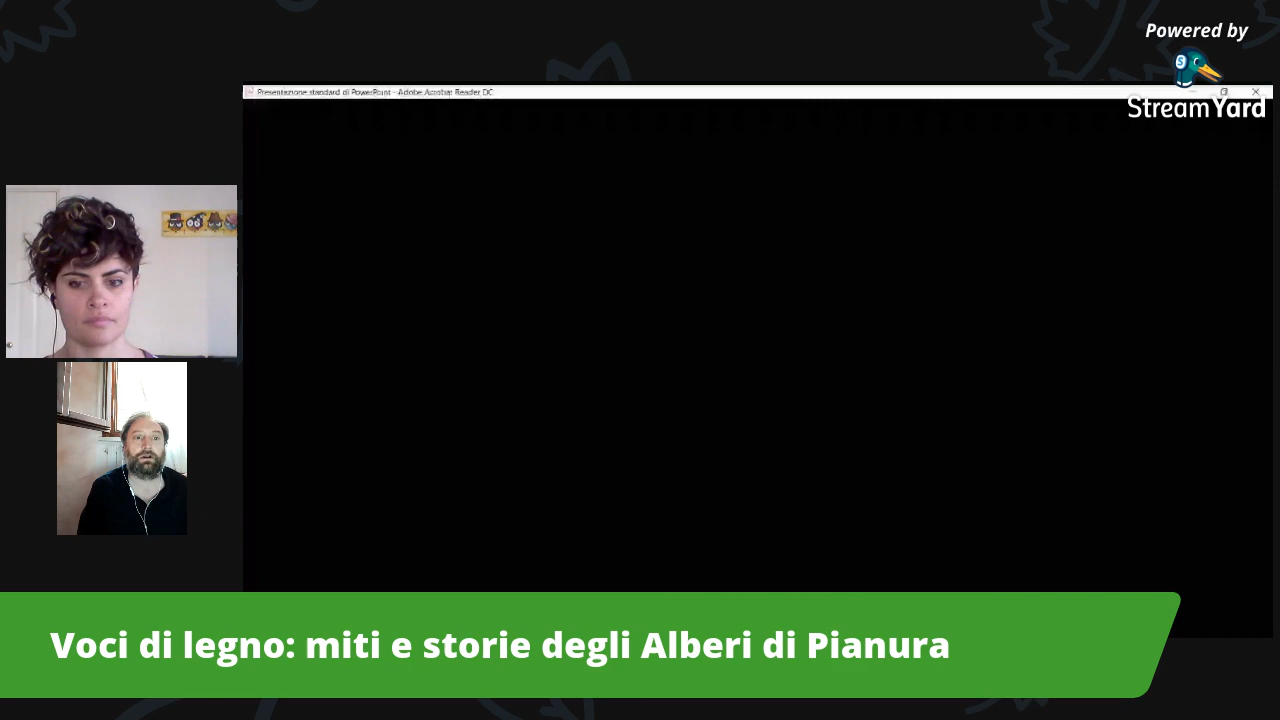 Powered by
StreamYard
Presentazione standard di PowerPoint - Adobe Acrobat Reader DC
Voci di legno: miti e storie degli Alberi di Pianura